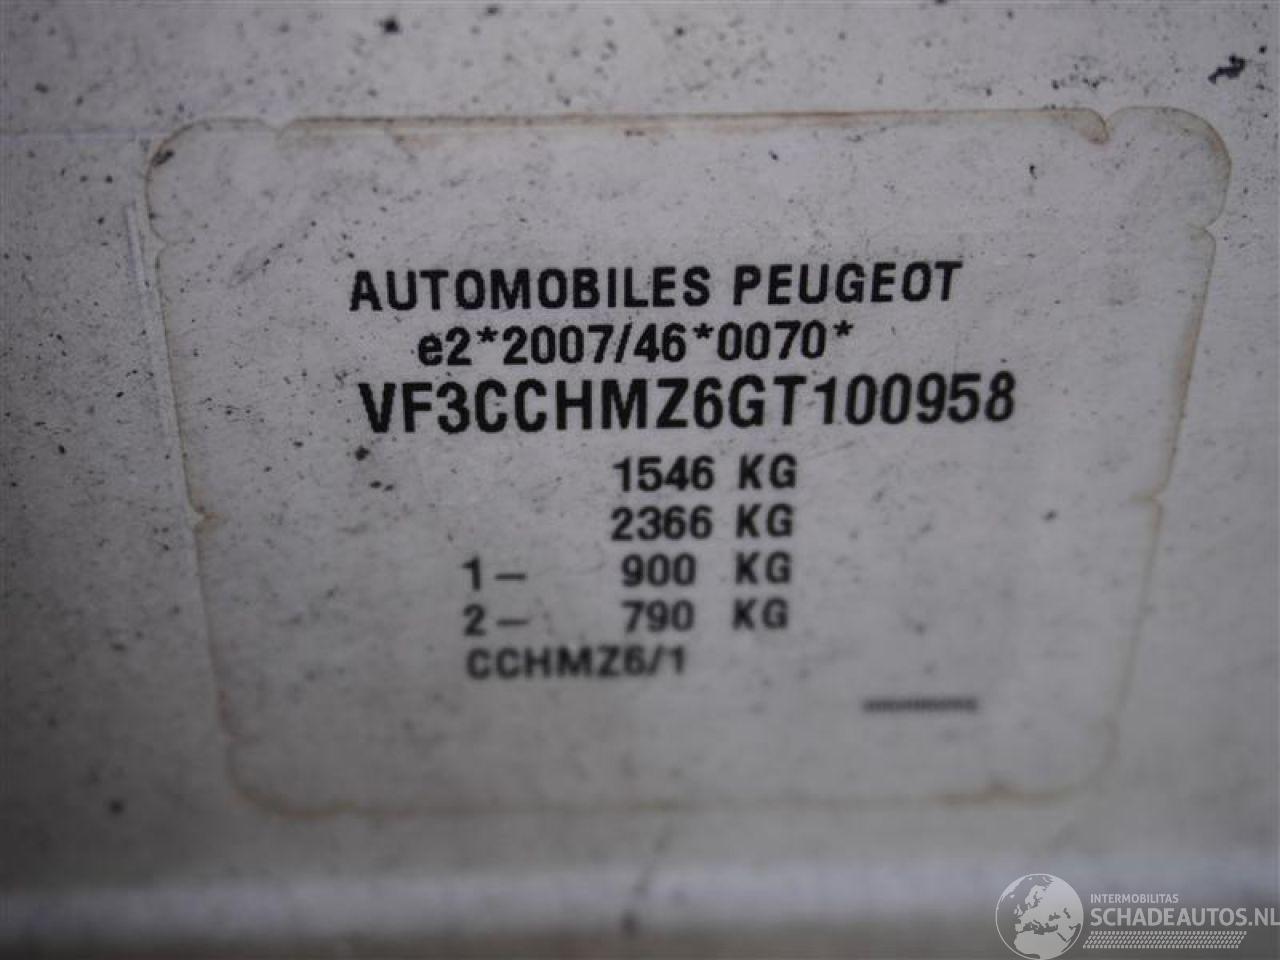 AUTOMOBILES PEUGEOT
e2*2007/46*0070*
VF3CCHMZ6GT100958
1546 KG
2366 KG
1- 900 KG
2- 790 KG
CCHMZ6/1
INTERMOBILITAS
SCHADEAUTOS.NL